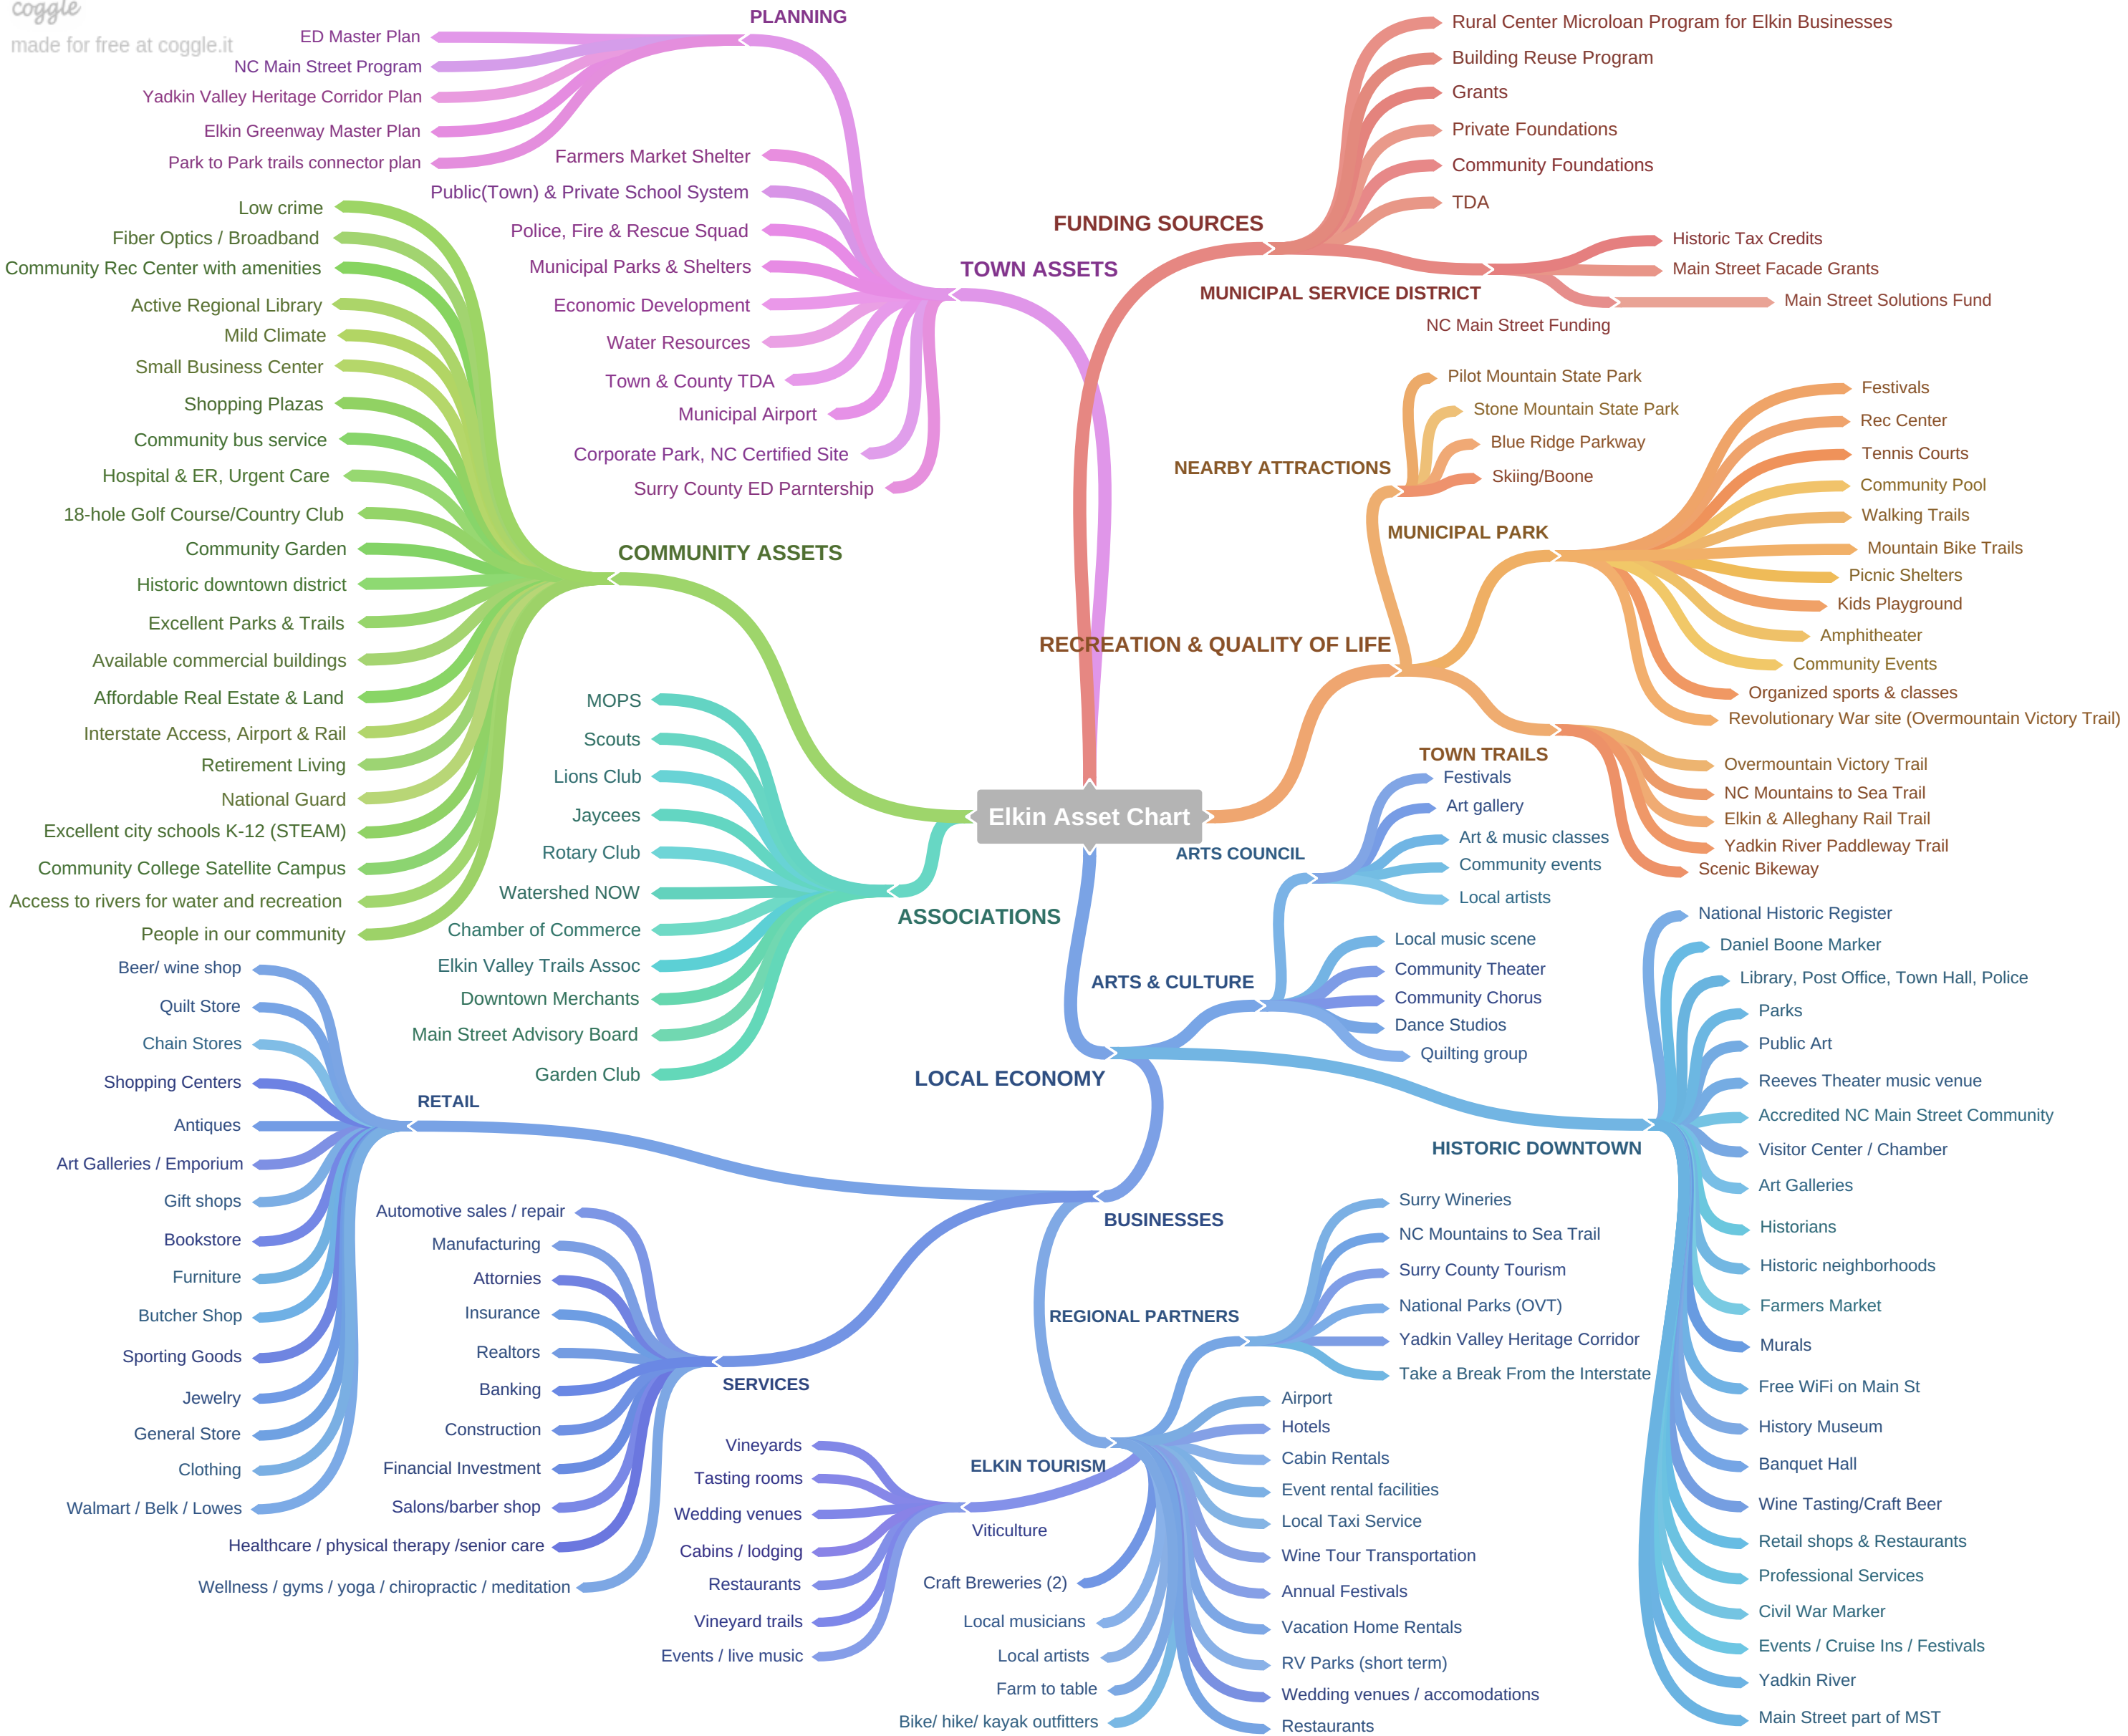 coggle
made for free at coggle.it
PLANNING
ED Master Plan
NC Main Street Program
Yadkin Valley Heritage Corridor Plan
Elkin Greenway Master Plan
Park to Park trails connector plan
Farmers Market Shelter
Public(Town) & Private School System
Police, Fire & Rescue Squad
Municipal Parks & Shelters
Economic Development
Water Resources
Town & County TDA
Municipal Airport
Corporate Park, NC Certified Site
Surry County ED Parntership
TOWN ASSETS
FUNDING SOURCES
Rural Center Microloan Program for Elkin Businesses
Building Reuse Program
Grants
Private Foundations
Community Foundations
TDA
MUNICIPAL SERVICE DISTRICT
Historic Tax Credits
Main Street Facade Grants
NC Main Street Funding
Main Street Solutions Fund
Low crime
Fiber Optics / Broadband
Community Rec Center with amenities
Active Regional Library
Mild Climate
Small Business Center
Shopping Plazas
Community bus service
Hospital & ER, Urgent Care
18-hole Golf Course/Country Club
Community Garden
Historic downtown district
Excellent Parks & Trails
Available commercial buildings
Affordable Real Estate & Land
Interstate Access, Airport & Rail
Retirement Living
National Guard
Excellent city schools K-12 (STEAM)
Community College Satellite Campus
Access to rivers for water and recreation
People in our community
COMMUNITY ASSETS
NEARBY ATTRACTIONS
Pilot Mountain State Park
Stone Mountain State Park
Blue Ridge Parkway
Skiing/Boone
MUNICIPAL PARK
Festivals
Rec Center
Tennis Courts
Community Pool
Walking Trails
Mountain Bike Trails
Picnic Shelters
Kids Playground
Amphitheater
Community Events
Organized sports & classes
Revolutionary War site (Overmountain Victory Trail)
RECREATION & QUALITY OF LIFE
TOWN TRAILS
Overmountain Victory Trail
NC Mountains to Sea Trail
Elkin & Alleghany Rail Trail
Yadkin River Paddleway Trail
Scenic Bikeway
Elkin Asset Chart
MOPS
Scouts
Lions Club
Jaycees
Rotary Club
Watershed NOW
Chamber of Commerce
Elkin Valley Trails Assoc
Downtown Merchants
Main Street Advisory Board
Garden Club
ASSOCIATIONS
ARTS COUNCIL
Festivals
Art gallery
Art & music classes
Community events
Local artists
ARTS & CULTURE
Local music scene
Community Theater
Community Chorus
Dance Studios
Quilting group
LOCAL ECONOMY
HISTORIC DOWNTOWN
National Historic Register
Daniel Boone Marker
Library, Post Office, Town Hall, Police
Parks
Public Art
Reeves Theater music venue
Accredited NC Main Street Community
Visitor Center / Chamber
Art Galleries
Historians
Historic neighborhoods
Farmers Market
Murals
Free WiFi on Main St
History Museum
Banquet Hall
Wine Tasting/Craft Beer
Retail shops & Restaurants
Professional Services
Civil War Marker
Events / Cruise Ins / Festivals
Yadkin River
Main Street part of MST
BUSINESSES
RETAIL
Beer/ wine shop
Quilt Store
Chain Stores
Shopping Centers
Antiques
Art Galleries / Emporium
Gift shops
Bookstore
Furniture
Butcher Shop
Sporting Goods
Jewelry
General Store
Clothing
Walmart / Belk / Lowes
SERVICES
Automotive sales / repair
Manufacturing
Attornies
Insurance
Realtors
Banking
Construction
Financial Investment
Salons/barber shop
Healthcare / physical therapy /senior care
Wellness / gyms / yoga / chiropractic / meditation
REGIONAL PARTNERS
Surry Wineries
NC Mountains to Sea Trail
Surry County Tourism
National Parks (OVT)
Yadkin Valley Heritage Corridor
Take a Break From the Interstate
ELKIN TOURISM
Airport
Hotels
Cabin Rentals
Event rental facilities
Local Taxi Service
Wine Tour Transportation
Annual Festivals
Vacation Home Rentals
RV Parks (short term)
Wedding venues / accomodations
Restaurants
Viticulture
Vineyards
Tasting rooms
Wedding venues
Cabins / lodging
Restaurants
Vineyard trails
Events / live music
Craft Breweries (2)
Local musicians
Local artists
Farm to table
Bike/ hike/ kayak outfitters